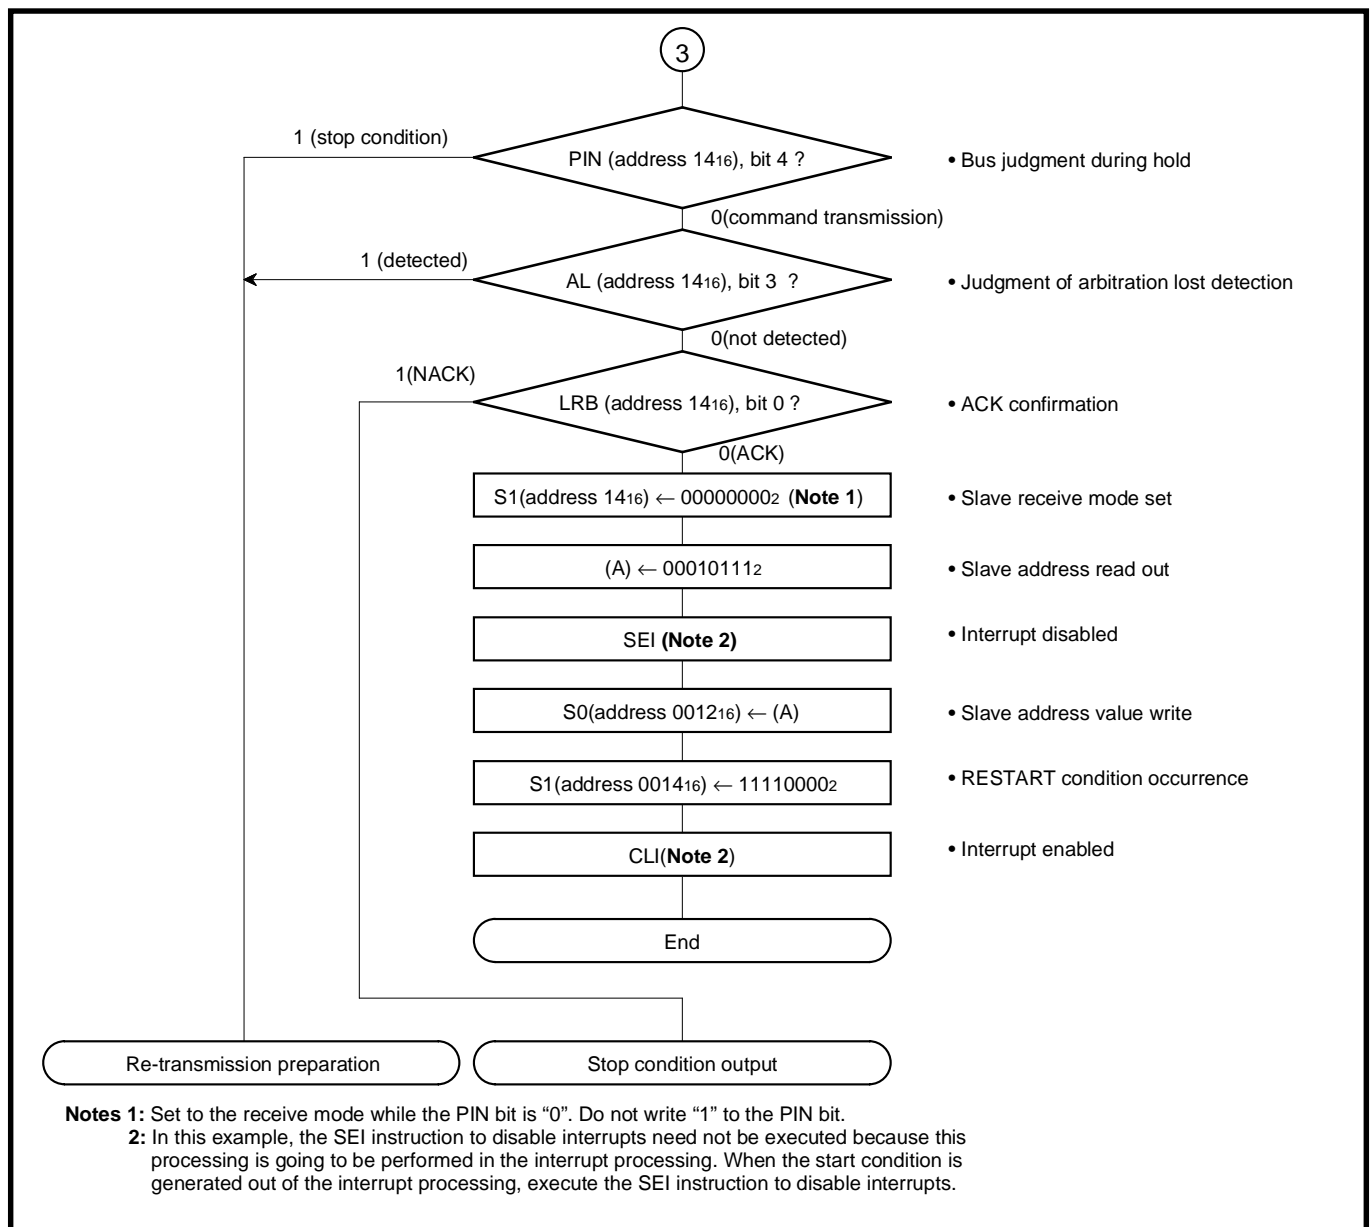 3
1 (stop condition)
PIN (address 1416), bit 4 ?
• Bus judgment during hold
0(command transmission)
1 (detected)
AL (address 1416), bit 3 ?
• Judgment of arbitration lost detection
0(not detected)
1(NACK)
LRB (address 1416), bit 0 ?
• ACK confirmation
0(ACK)
S1(address 1416) ← 000000002 (Note 1)
• Slave receive mode set
(A) ← 000101112
• Slave address read out
SEI (Note 2)
• Interrupt disabled
S0(address 001216) ← (A)
• Slave address value write
S1(address 001416) ← 111100002
• RESTART condition occurrence
CLI(Note 2)
• Interrupt enabled
End
Re-transmission preparation
Stop condition output
Notes 1: Set to the receive mode while the PIN bit is “0”. Do not write “1” to the PIN bit.
2: In this example, the SEI instruction to disable interrupts need not be executed because this
processing is going to be performed in the interrupt processing. When the start condition is
generated out of the interrupt processing, execute the SEI instruction to disable interrupts.